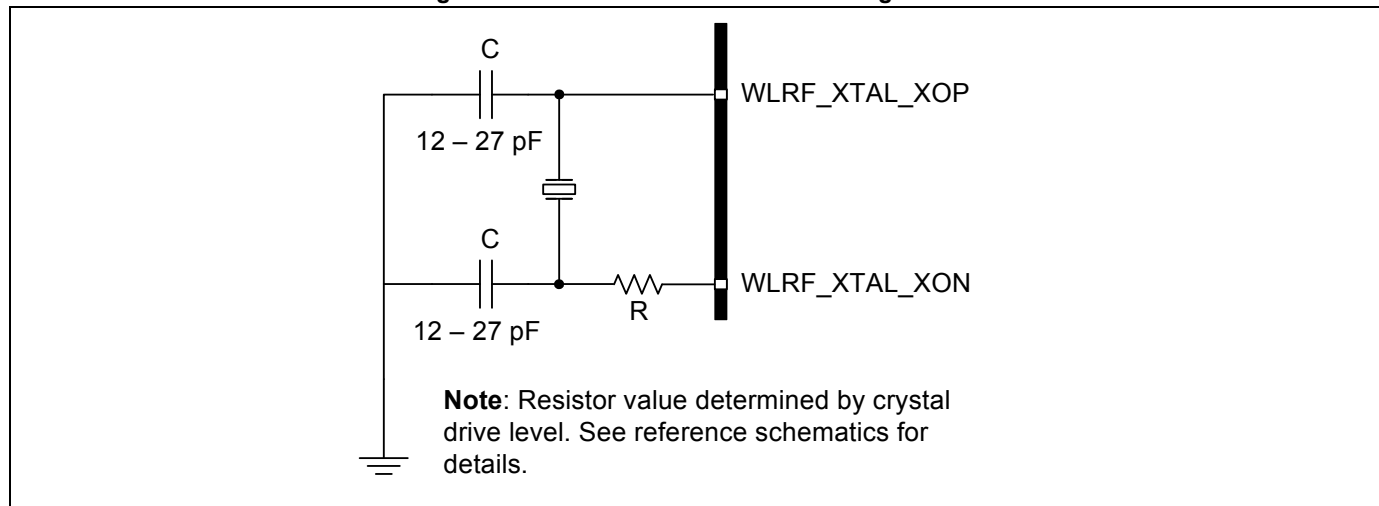 C
WLRF_XTAL_XOP
12 – 27 pF
C
WLRF_XTAL_XON
R
12 – 27 pF
Note: Resistor value determined by crystal
drive level. See reference schematics for
details.